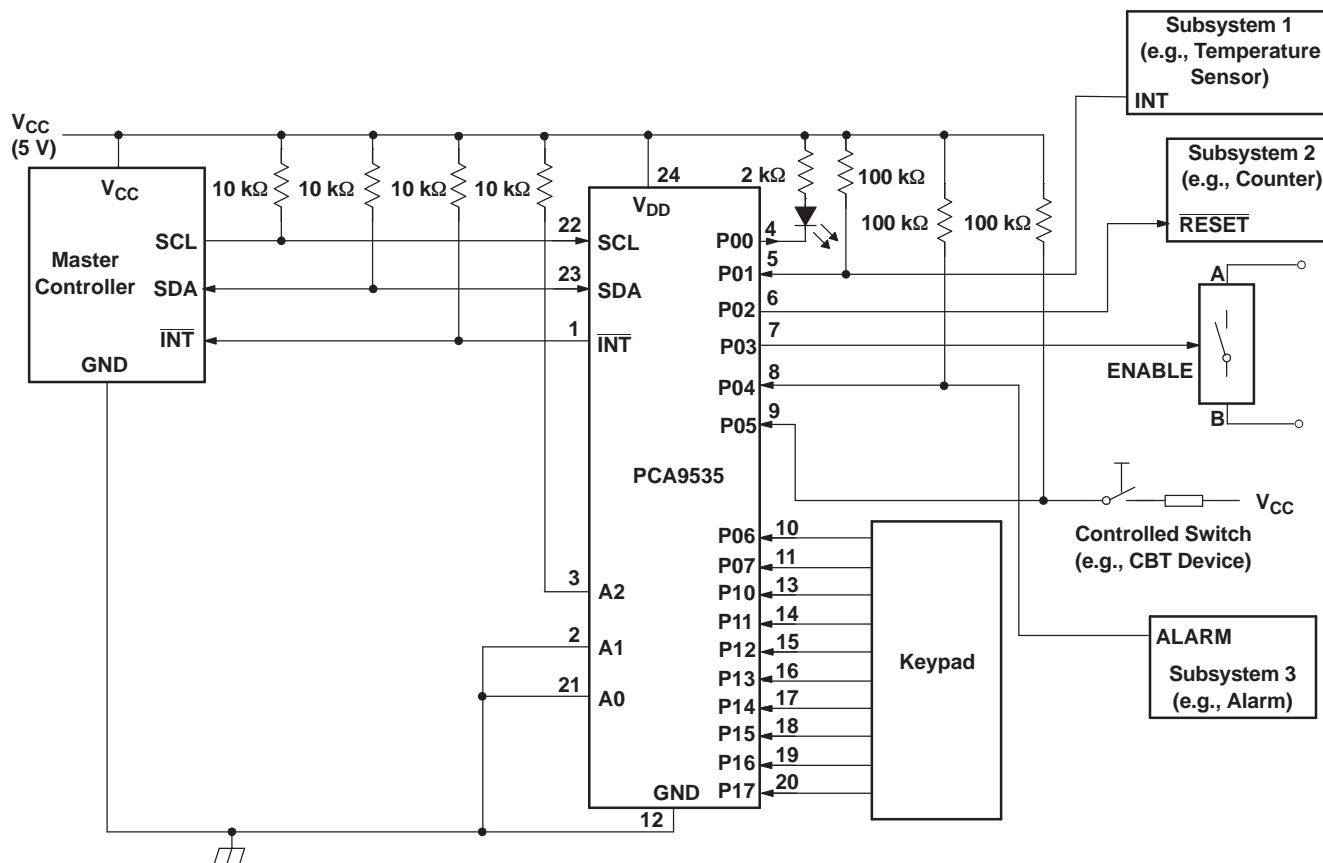 Subsystem 1
(e.g., Temperature
Sensor)
INT
VCC
(5 V)
VCC
10 kΩ
10 kΩ
10 kΩ
10 kΩ
24
VDD
2 kΩ
100 kΩ
100 kΩ
100 kΩ
Subsystem 2
(e.g., Counter)
RESET
Master
Controller
SCL
SDA
INT
GND
22
SCL
23
SDA
1
INT
P00
4
P01
5
P02
6
P03
7
P04
8
P05
9
A
ENABLE
B
PCA9535
VCC
Controlled Switch
(e.g., CBT Device)
3
A2
2
A1
21
A0
P06
10
P07
11
P10
13
P11
14
P12
15
P13
16
P14
17
P15
18
P16
19
P17
20
Keypad
ALARM
Subsystem 3
(e.g., Alarm)
GND
12